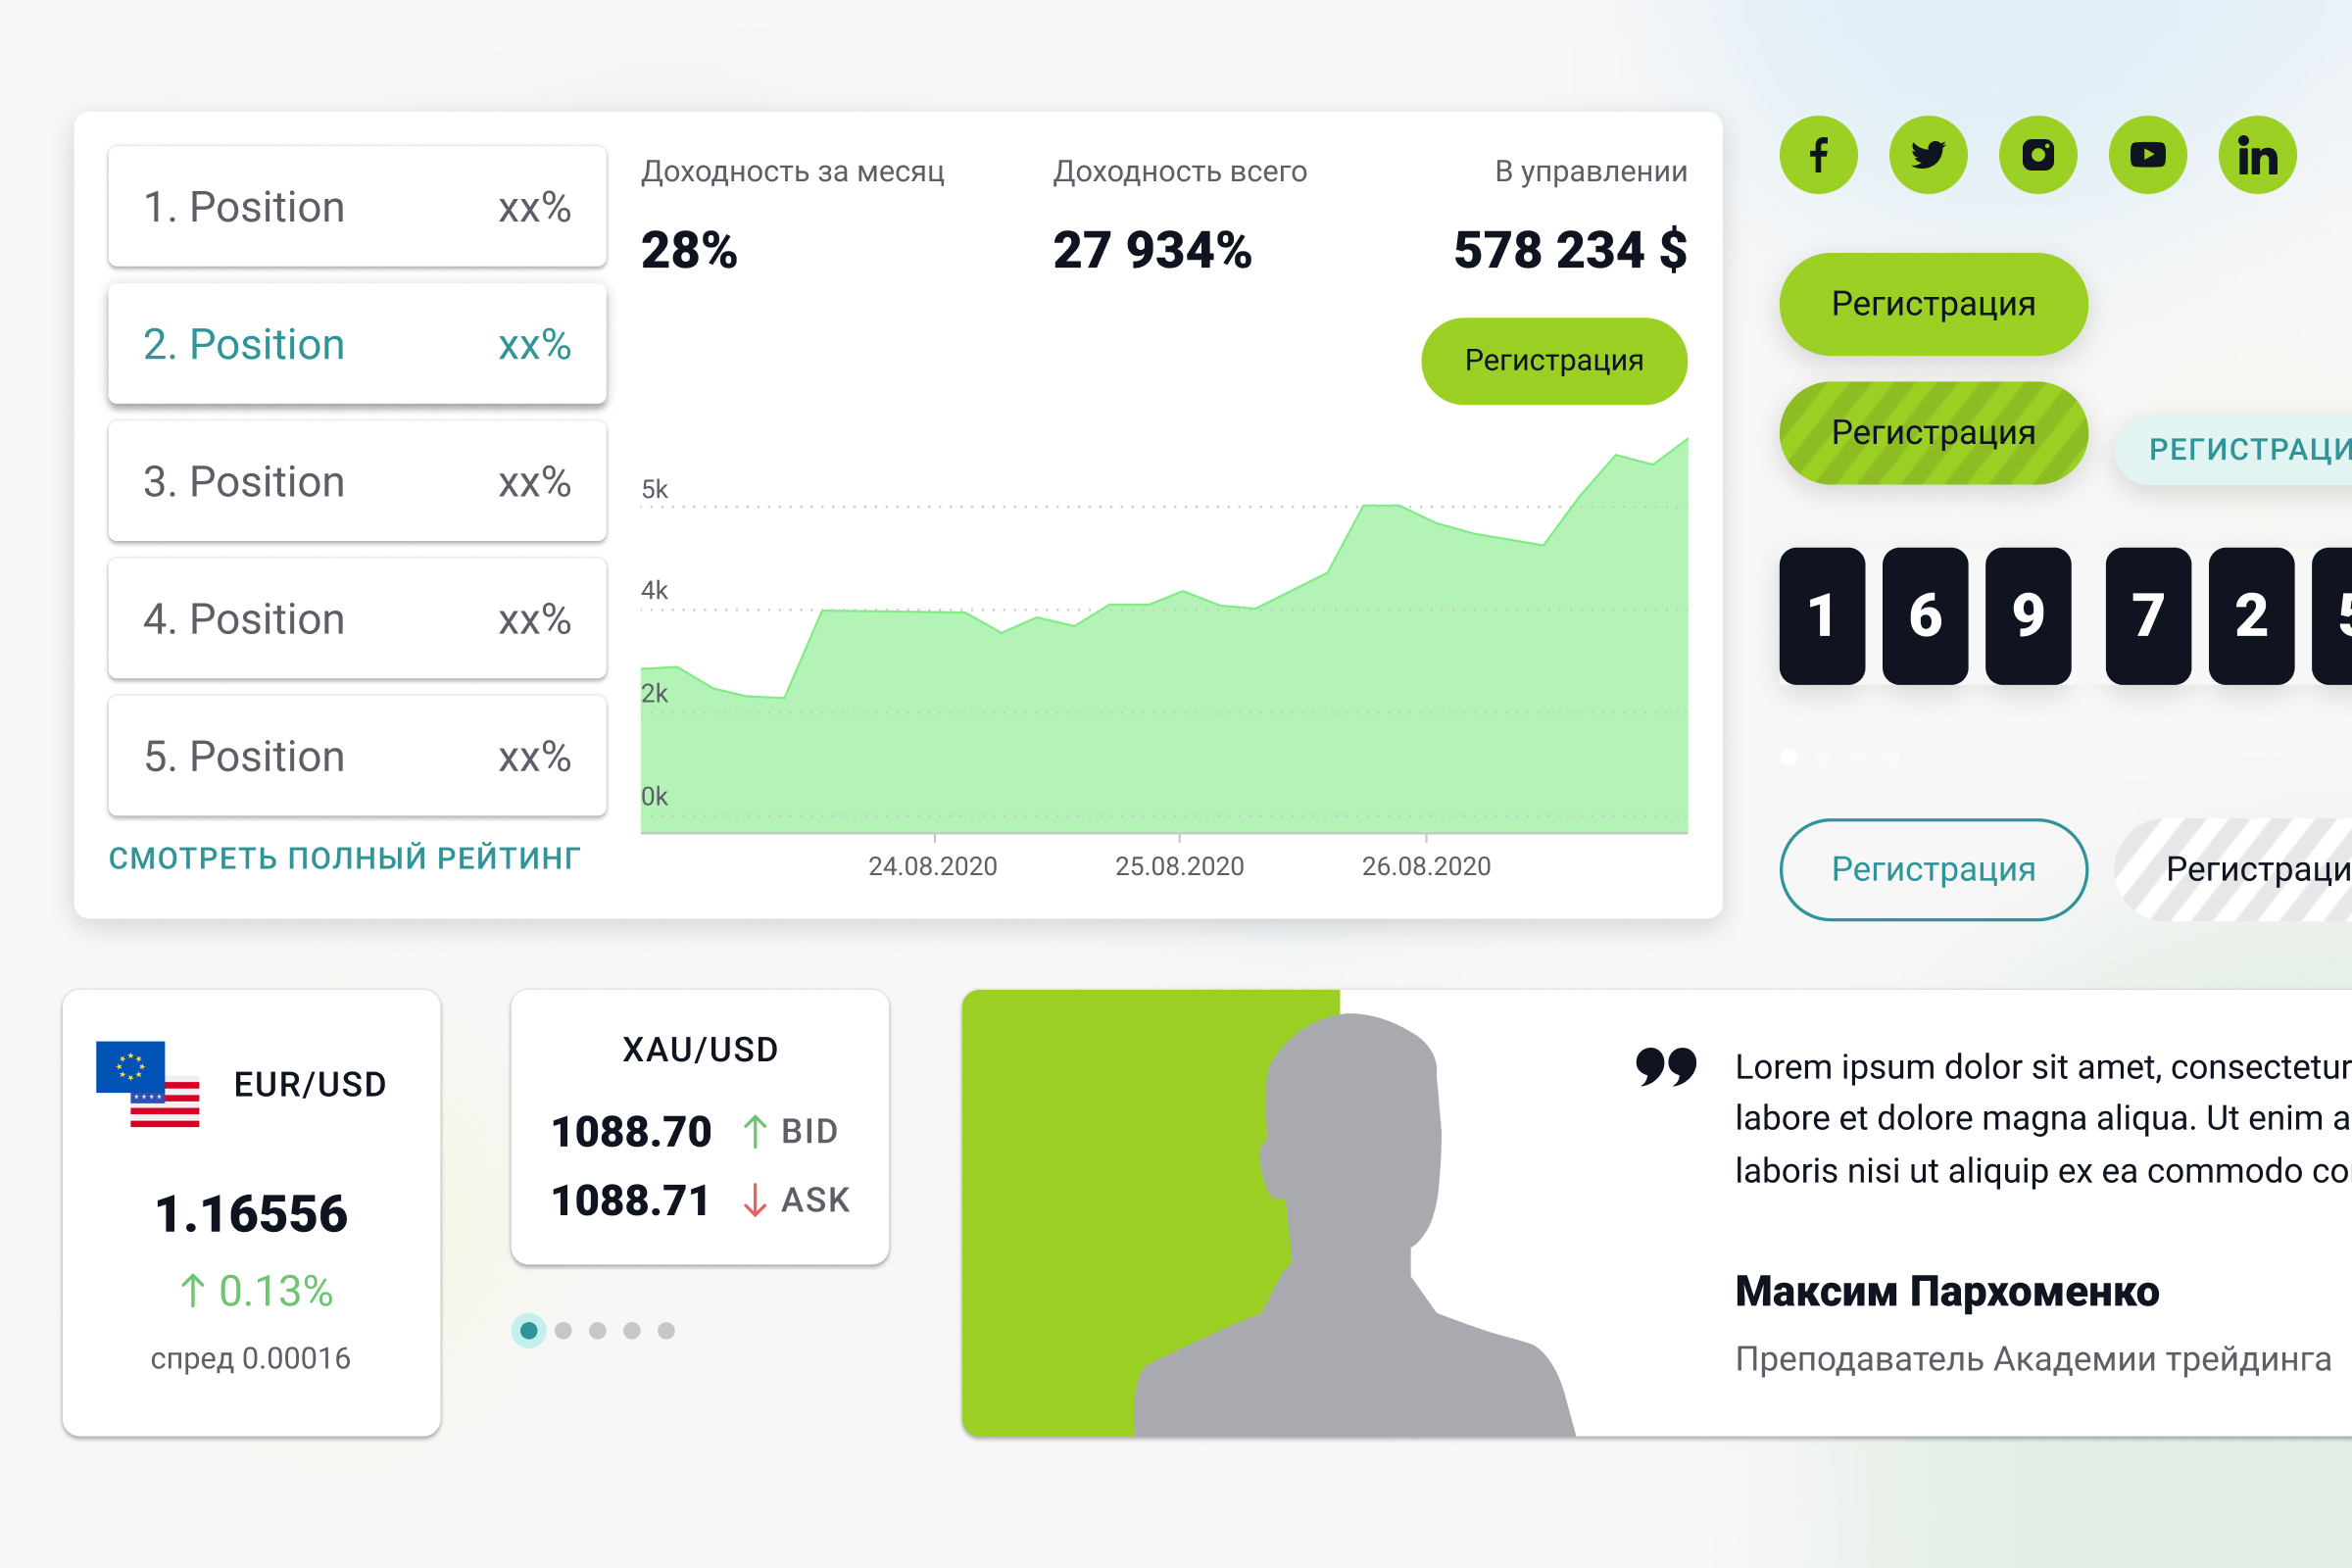 1. Position xx%
2. Position xx%
3. Position xx%
4. Position xx%
5. Position xx%
СМОТРЕТЬ ПОЛНЫЙ РЕЙТИНГ
Доходность за месяц
28%
Доходность всего
27 934%
В управлении
578 234 $
Регистрация
5k
4k
2k
0k
24.08.2020 25.08.2020 26.08.2020
Регистрация
Регистрация
РЕГИСТРАЦИ
1 6 9 7 2 5
Регистрация
Регистраци
EUR/USD
1.16556
↑ 0.13%
спред 0.00016
XAU/USD
1088.70 ↑ BID
1088.71 ↓ ASK
Lorem ipsum dolor sit amet, consectetur
labore et dolore magna aliqua. Ut enim a
laboris nisi ut aliquip ex ea commodo co
Максим Пархоменко
Преподаватель Академии трейдинга